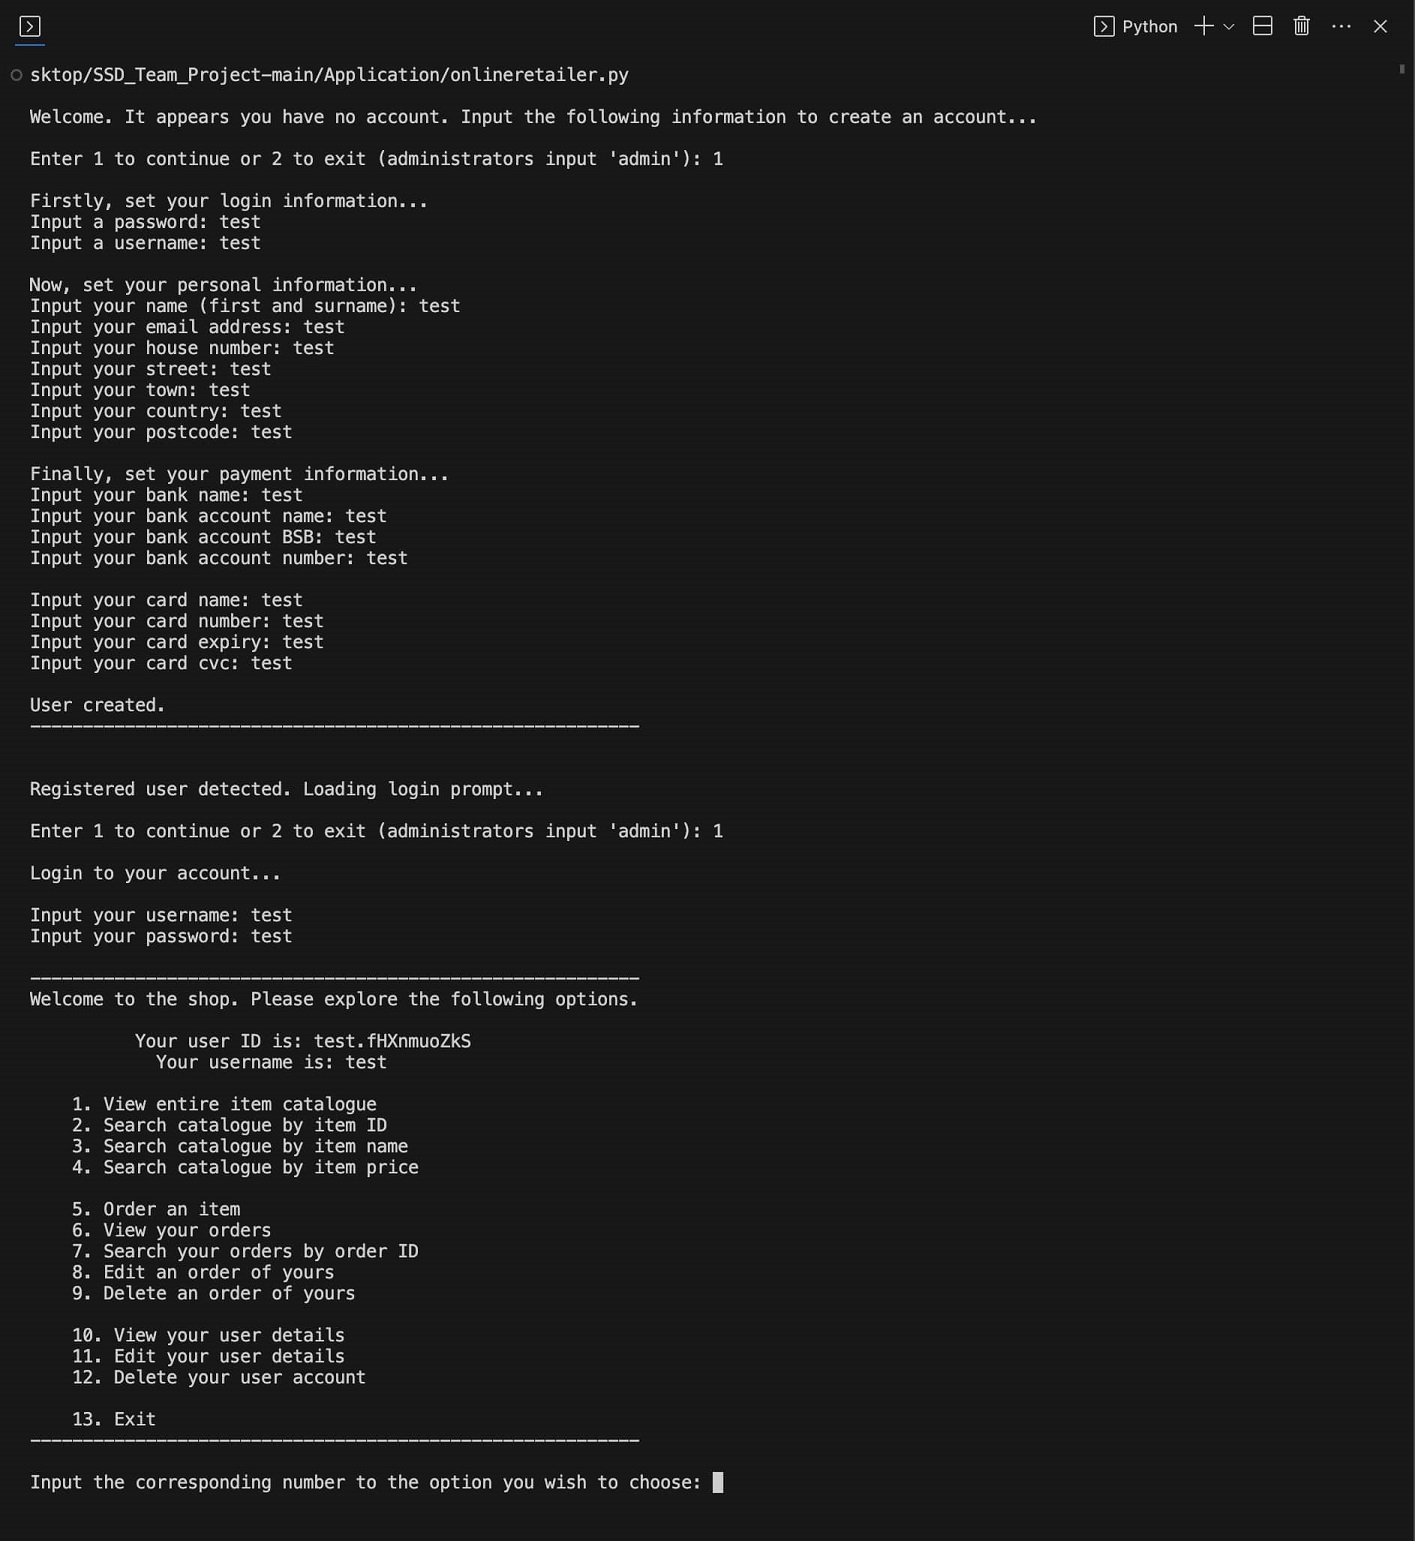 Python
sktop/SSD_Team_Project-main/Application/onlineretailer.py
Welcome. It appears you have no account. Input the following information to create an account...
Enter 1 to continue or 2 to exit (administrators input 'admin'): 1
Firstly, set your login information...
Input a password: test
Input a username: test
Now, set your personal information...
Input your name (first and surname): test
Input your email address: test
Input your house number: test
Input your street: test
Input your town: test
Input your country: test
Input your postcode: test
Finally, set your payment information...
Input your bank name: test
Input your bank account name: test
Input your bank account BSB: test
Input your bank account number: test
Input your card name: test
Input your card number: test
Input your card expiry: test
Input your card cvc: test
User created.
Registered user detected. Loading login prompt...
Enter 1 to continue or 2 to exit (administrators input 'admin'): 1
Login to your account...
Input your username: test
Input your password: test
Welcome to the shop. Please explore the following options.
Your user ID is: test.fHXnmuoZkS
Your username is: test
1. View entire item catalogue
2. Search catalogue by item ID
3. Search catalogue by item name
4. Search catalogue by item price
5. Order an item
6. View your orders
7. Search your orders by order ID
8. Edit an order of yours
9. Delete an order of yours
10. View your user details
11. Edit your user details
12. Delete your user account
13. Exit
Input the corresponding number to the option you wish to choose: